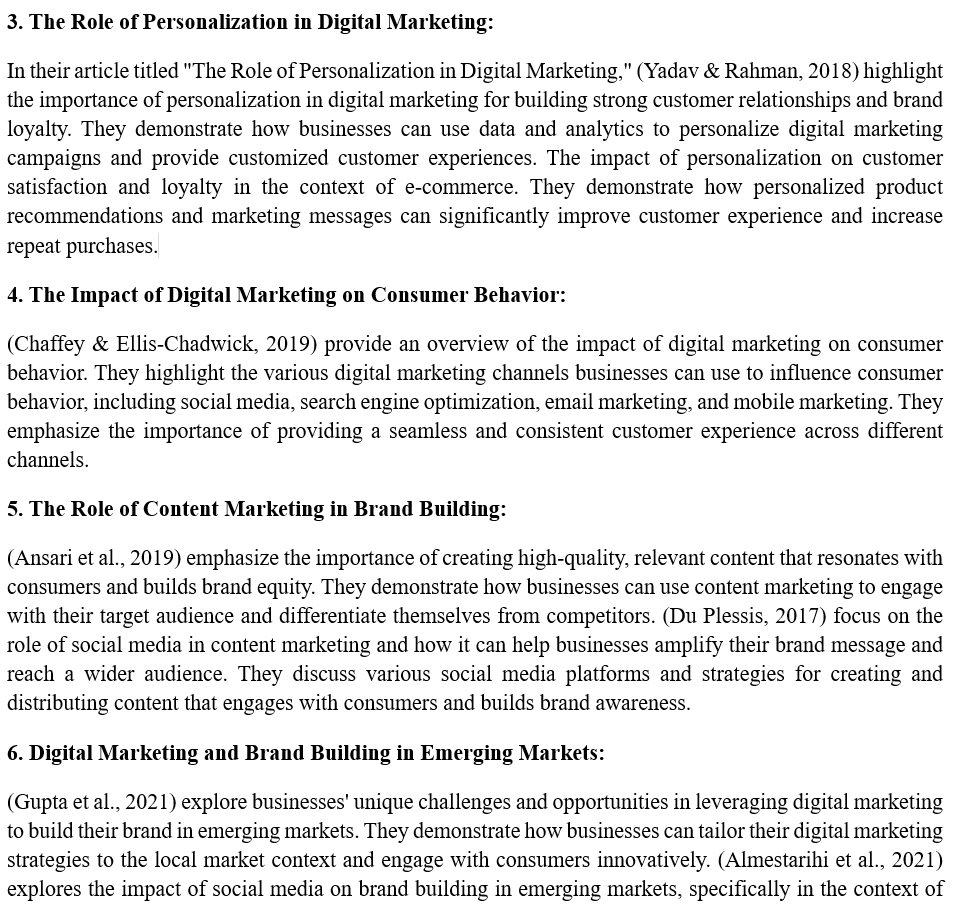 3. The Role of Personalization in Digital Marketing:
In their article titled "The Role of Personalization in Digital Marketing," (Yadav & Rahman, 2018) highlight
the importance of personalization in digital marketing for building strong customer relationships and brand
loyalty. They demonstrate how businesses can use data and analytics to personalize digital marketing
campaigns and provide customized customer experiences. The impact of personalization on customer
satisfaction and loyalty in the context of e-commerce. They demonstrate how personalized product
recommendations and marketing messages can significantly improve customer experience and increase
repeat purchases.
4. The Impact of Digital Marketing on Consumer Behavior:
(Chaffey & Ellis-Chadwick, 2019) provide an overview of the impact of digital marketing on consumer
behavior. They highlight the various digital marketing channels businesses can use to influence consumer
behavior, including social media, search engine optimization, email marketing, and mobile marketing. They
emphasize the importance of providing a seamless and consistent customer experience across different
channels.
5. The Role of Content Marketing in Brand Building:
(Ansari et al., 2019) emphasize the importance of creating high-quality, relevant content that resonates with
consumers and builds brand equity. They demonstrate how businesses can use content marketing to engage
with their target audience and differentiate themselves from competitors. (Du Plessis, 2017) focus on the
role of social media in content marketing and how it can help businesses amplify their brand message and
reach a wider audience. They discuss various social media platforms and strategies for creating and
distributing content that engages with consumers and builds brand awareness.
6. Digital Marketing and Brand Building in Emerging Markets:
(Gupta et al., 2021) explore businesses' unique challenges and opportunities in leveraging digital marketing
to build their brand in emerging markets. They demonstrate how businesses can tailor their digital marketing
strategies to the local market context and engage with consumers innovatively. (Almestarihi et al., 2021)
explores the impact of social media on brand building in emerging markets, specifically in the context of